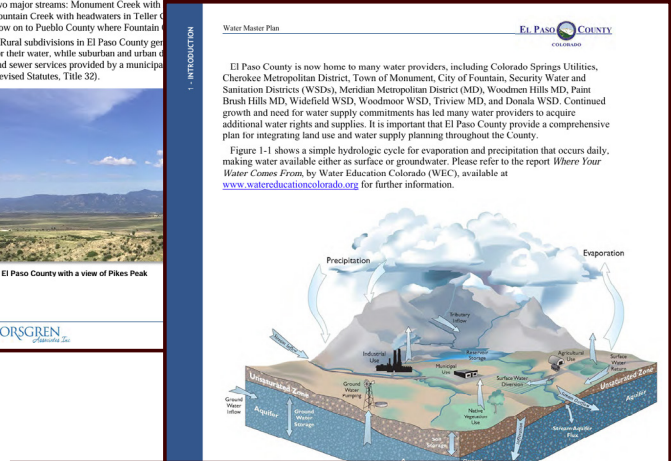 vo major streams: Monument Creek with
ountain Creek with headwaters in Teller C
ow on to Pueblo County where Fountain
Rural subdivisions in El Paso County gen
or their water, while suburban and urban d
nd sewer services provided by a municipa
evised Statutes, Title 32).
El Paso County with a view of Pikes Peak
ORSGREN
Associates Inc
1 - INTRODUCTION
Water Master Plan
EL PASO COUNTY
COLORADO
El Paso County is now home to many water providers, including Colorado Springs Utilities,
Cherokee Metropolitan District, Town of Monument, City of Fountain, Security Water and
Sanitation Districts (WSDs), Meridian Metropolitan District (MD), Woodmen Hills MD, Paint
Brush Hills MD, Widefield WSD, Woodmoor WSD, Triview MD, and Donala WSD. Continued
growth and need for water supply commitments has led many water providers to acquire
additional water rights and supplies. It is important that El Paso County provide a comprehensive
plan for integrating land use and water supply planning throughout the County.
Figure 1-1 shows a simple hydrologic cycle for evaporation and precipitation that occurs daily,
making water available either as surface or groundwater. Please refer to the report Where Your
Water Comes From, by Water Education Colorado (WEC), available at
www.watereducationcolorado.org for further information.
Precipitation
Evaporation
Tributary
Inflow
Stream Inflow
Industrial
Use
Reservoir
Storage
Municipal
Use
Agricultural
Use
Surface
Water
Return
Surface Water
Diversion
Ground
Water
Pumping
Native
Vegetation
Use
Unsaturated Zone
Unsaturated Zone
Aquifer
Aquifer
Ground
Water
Inflow
Ground
Water
Storage
Soil
Storage
Stream Aquifer
Flux